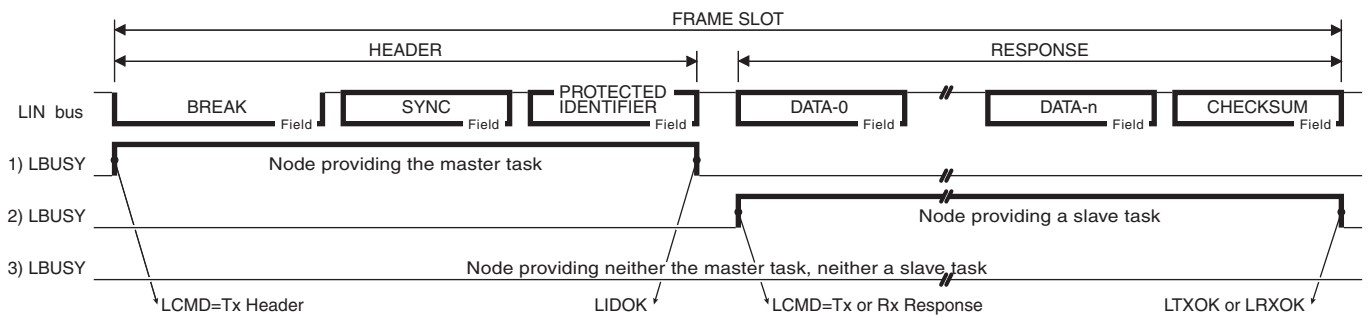 FRAME SLOT
HEADER RESPONSE
LIN bus BREAK Field SYNC Field PROTECTED IDENTIFIER Field DATA-0 Field DATA-n Field CHECKSUM Field
1) LBUSY Node providing the master task
2) LBUSY Node providing a slave task
3) LBUSY Node providing neither the master task, neither a slave task
LCMD=Tx Header LIDOK LCMD=Tx or Rx Response LTXOK or LRXOK